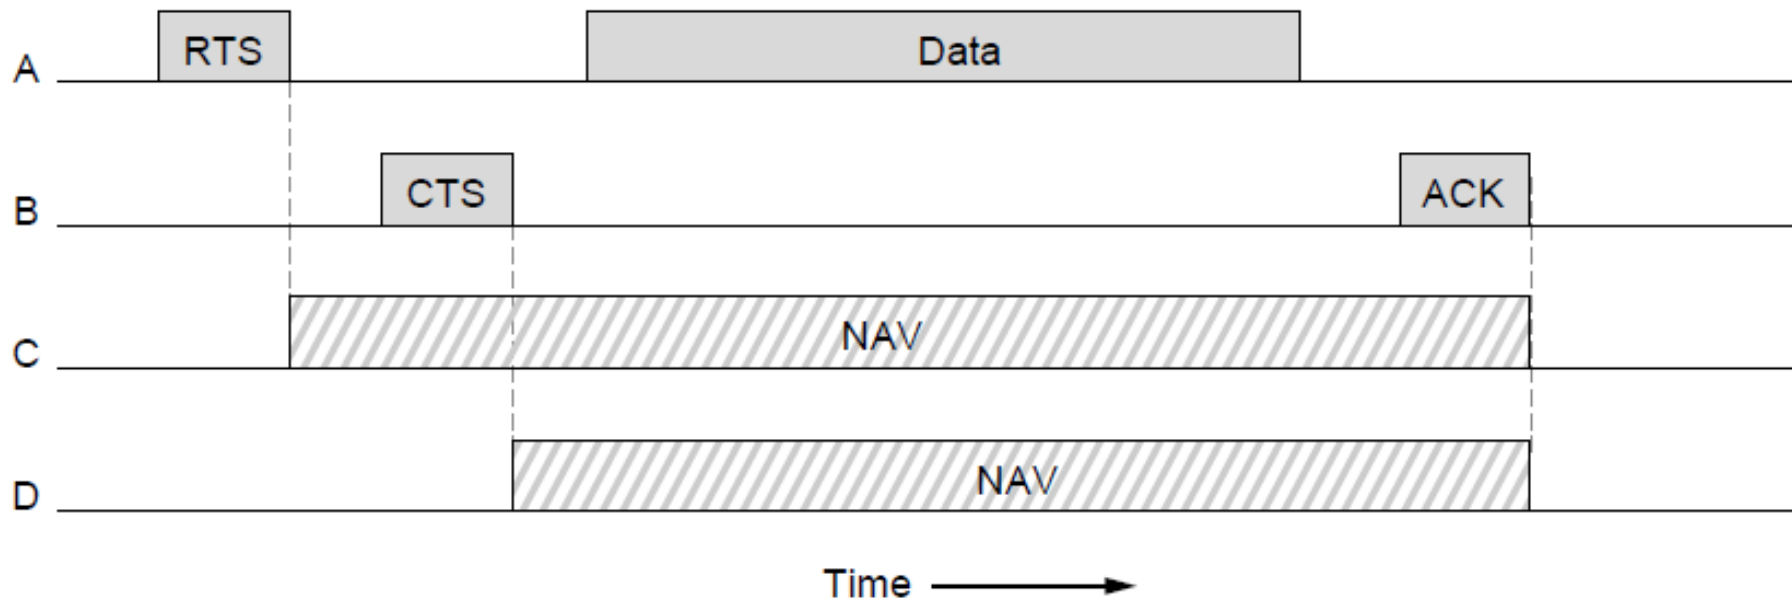 A RTS Data
B CTS ACK
C NAV
D NAV
Time